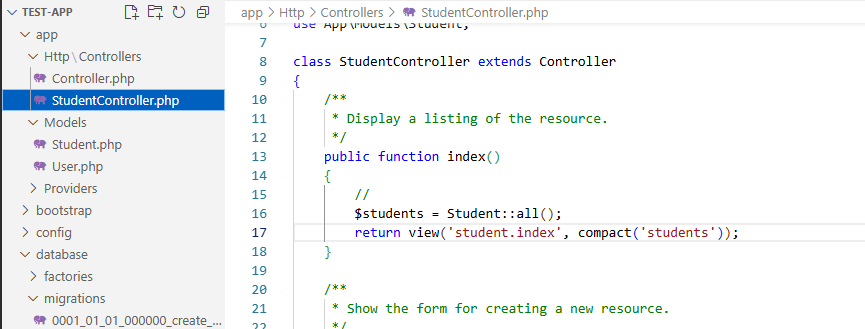 TEST-APP
app
Http\Controllers
Controller.php
StudentController.php
Models
Student.php
User.php
Providers
bootstrap
config
database
factories
migrations
0001_01_01_000000_create_...
app > Http > Controllers > StudentController.php
6 use App\Models\Student;
7
8 class StudentController extends Controller
9 {
10 /**
11 * Display a listing of the resource.
12 */
13 public function index()
14 {
15 //
16 $students = Student::all();
17 return view('student.index', compact('students'));
18 }
19
20 /**
21 * Show the form for creating a new resource.
22 */